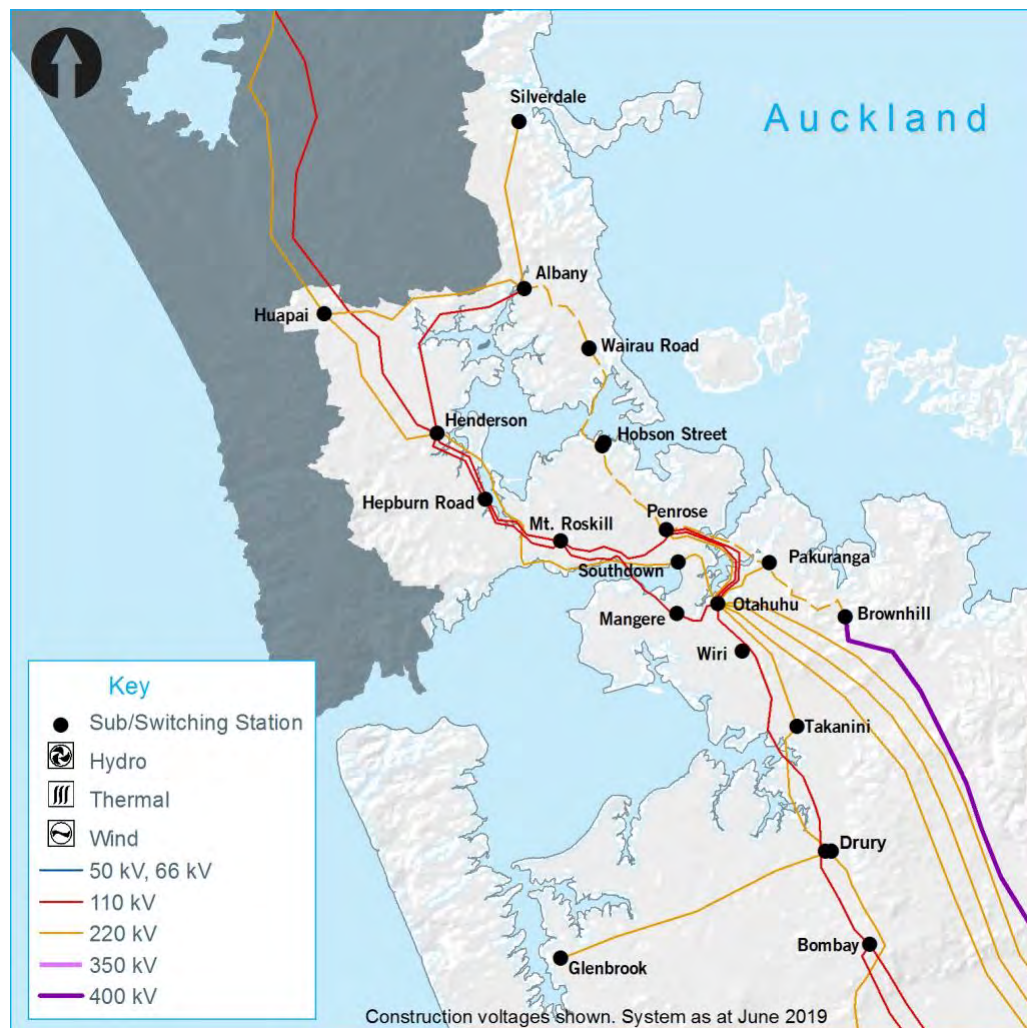 Silverdale
Auckland
Albany
Huapai
Wairau Road
Henderson
Hobson Street
Hepburn Road
Mt. Roskill
Penrose
Southdown
Pakuranga
Otahuhu
Mangere
Brownhill
Wiri
Takanini
Drury
Bombay
Glenbrook
Key
Sub/Switching Station
Hydro
Thermal
Wind
50 kV, 66 kV
110 kV
220 kV
350 kV
400 kV
Construction voltages shown. System as at June 2019